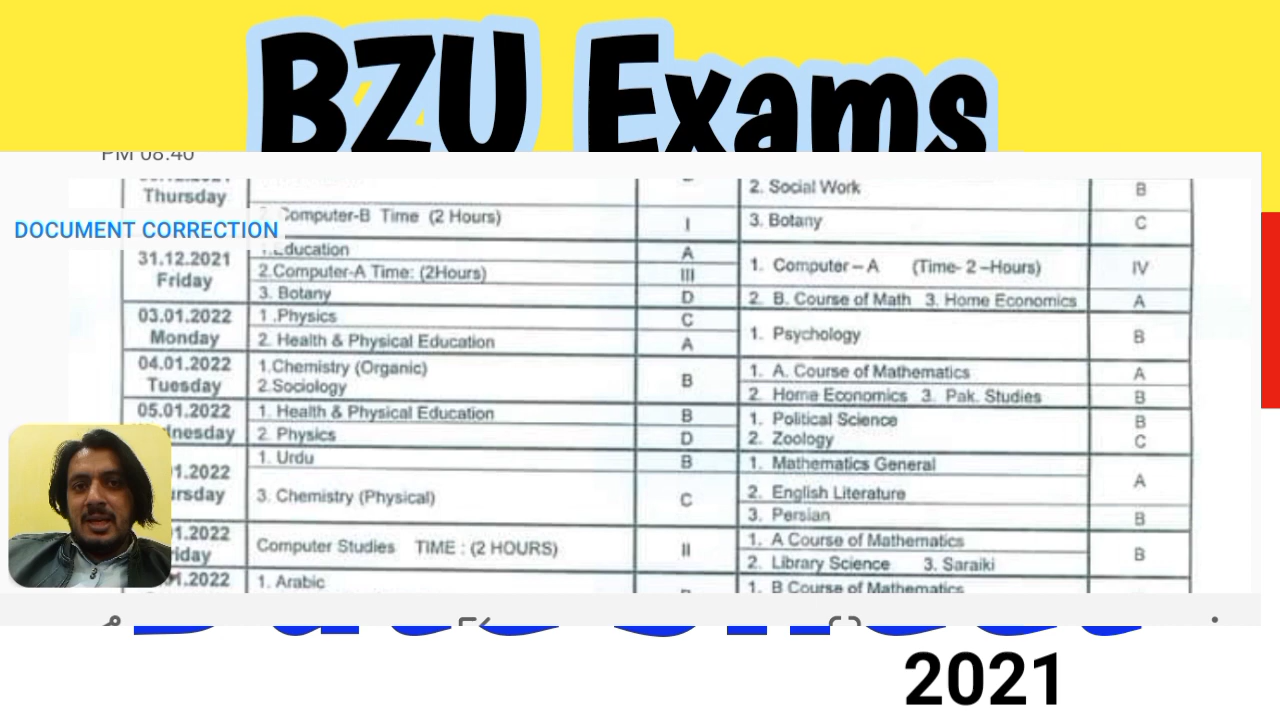 BZU Exams
PM 08:40
Thursday
2. Social Work
B
Computer-B Time (2 Hours)
I
3. Botany
C
DOCUMENT CORRECTION
31.12.2021
Friday
1.Education
A
2.Computer-A Time: (2Hours)
III
3. Botany
D
1. Computer – A (Time- 2 –Hours)
IV
2. B. Course of Math 3. Home Economics
A
03.01.2022
Monday
1 .Physics
C
2. Health & Physical Education
A
1. Psychology
B
04.01.2022
Tuesday
1.Chemistry (Organic)
2.Sociology
B
1. A. Course of Mathematics
A
2. Home Economics 3. Pak. Studies
B
05.01.2022
nesday
1. Health & Physical Education
B
2. Physics
D
1. Political Science
B
2. Zoology
C
01.2022
rsday
1. Urdu
B
3. Chemistry (Physical)
C
1. Mathematics General
2. English Literature
A
3. Persian
B
1.2022
iday
Computer Studies TIME : (2 HOURS)
II
1. A Course of Mathematics
2. Library Science 3. Saraiki
B
1.2022
1. Arabic
1. B Course of Mathematics
2021